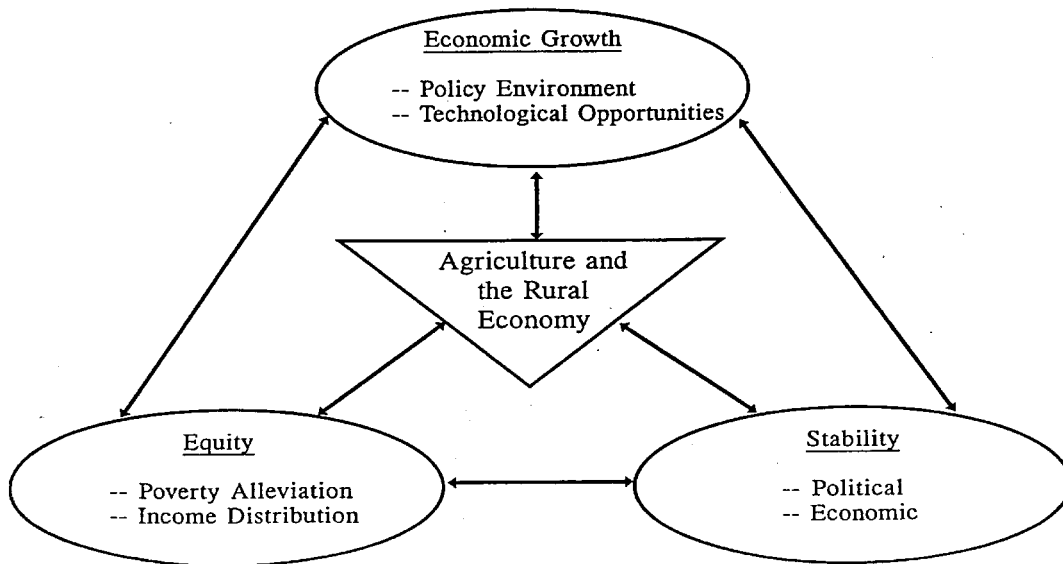 Economic Growth
-- Policy Environment
-- Technological Opportunities
Agriculture and
the Rural
Economy
Equity
-- Poverty Alleviation
-- Income Distribution
Stability
-- Political
-- Economic